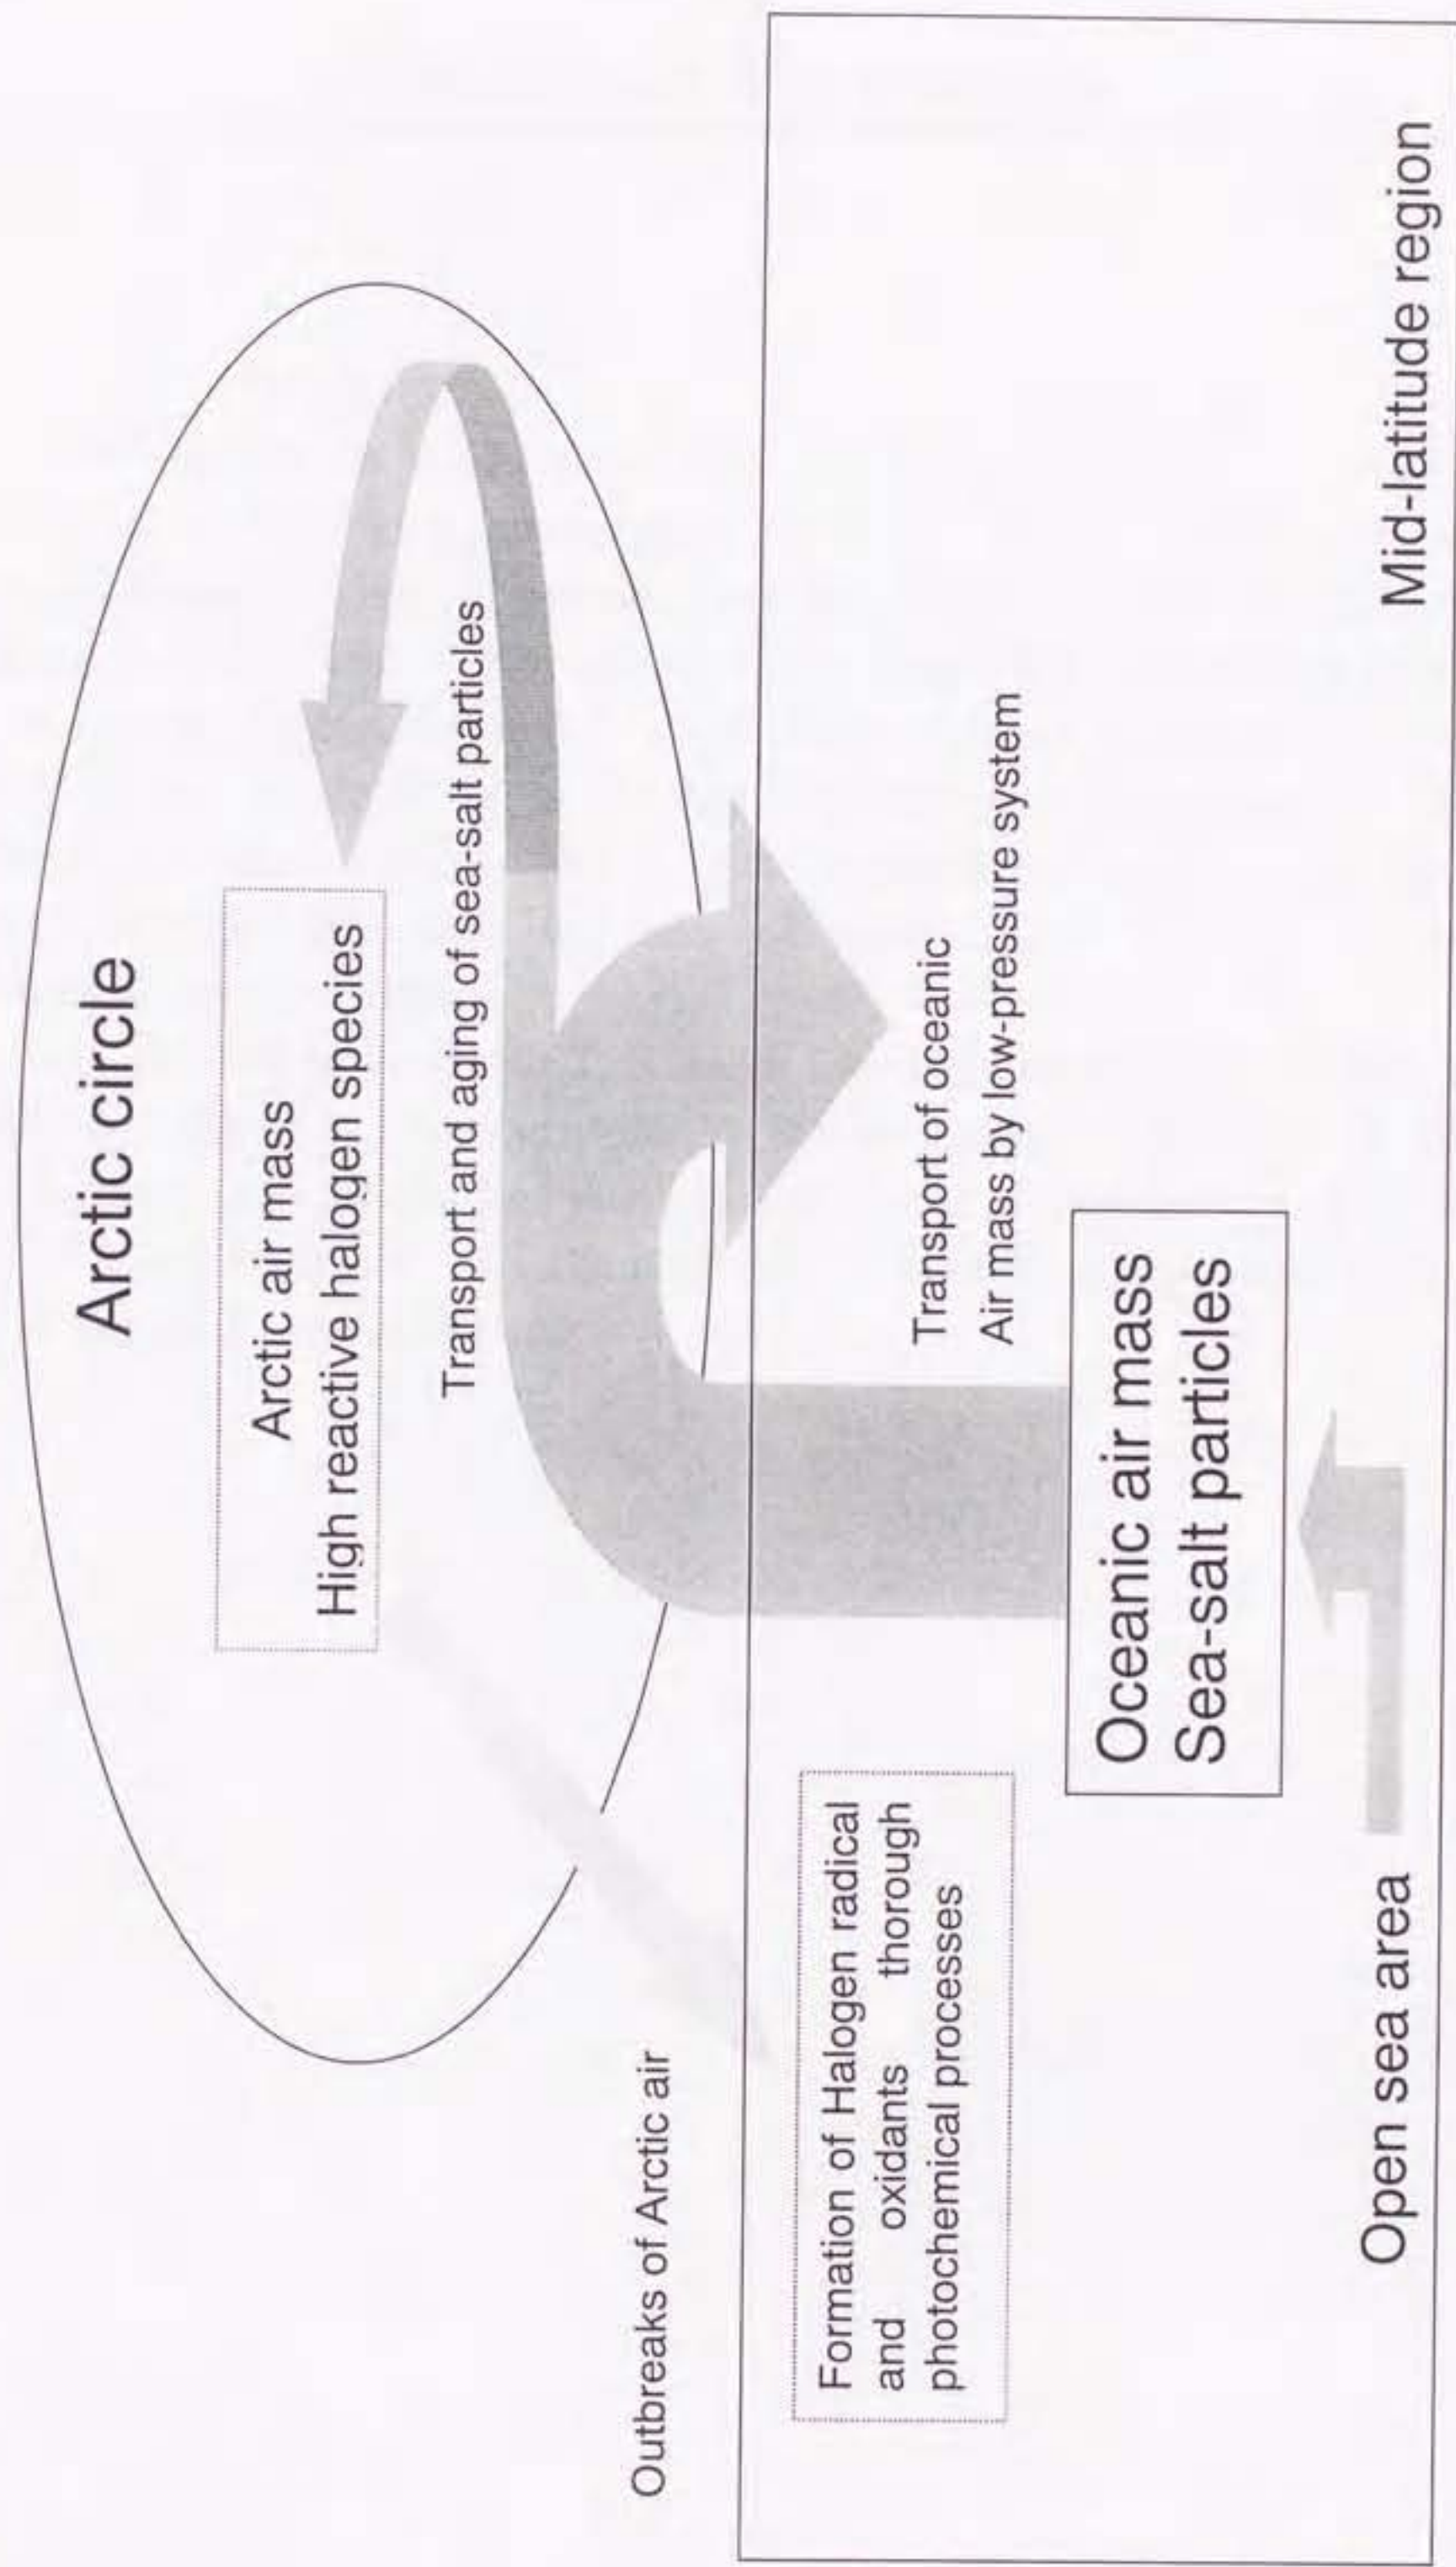 Arctic circle
Arctic air mass
High reactive halogen species
Transport and aging of sea-salt particles
Outbreaks of Arctic air
Formation of Halogen radical
and oxidants thorough
photochemical processes
Transport of oceanic
Air mass by low-pressure system
Oceanic air mass
Sea-salt particles
Open sea area
Mid-latitude region